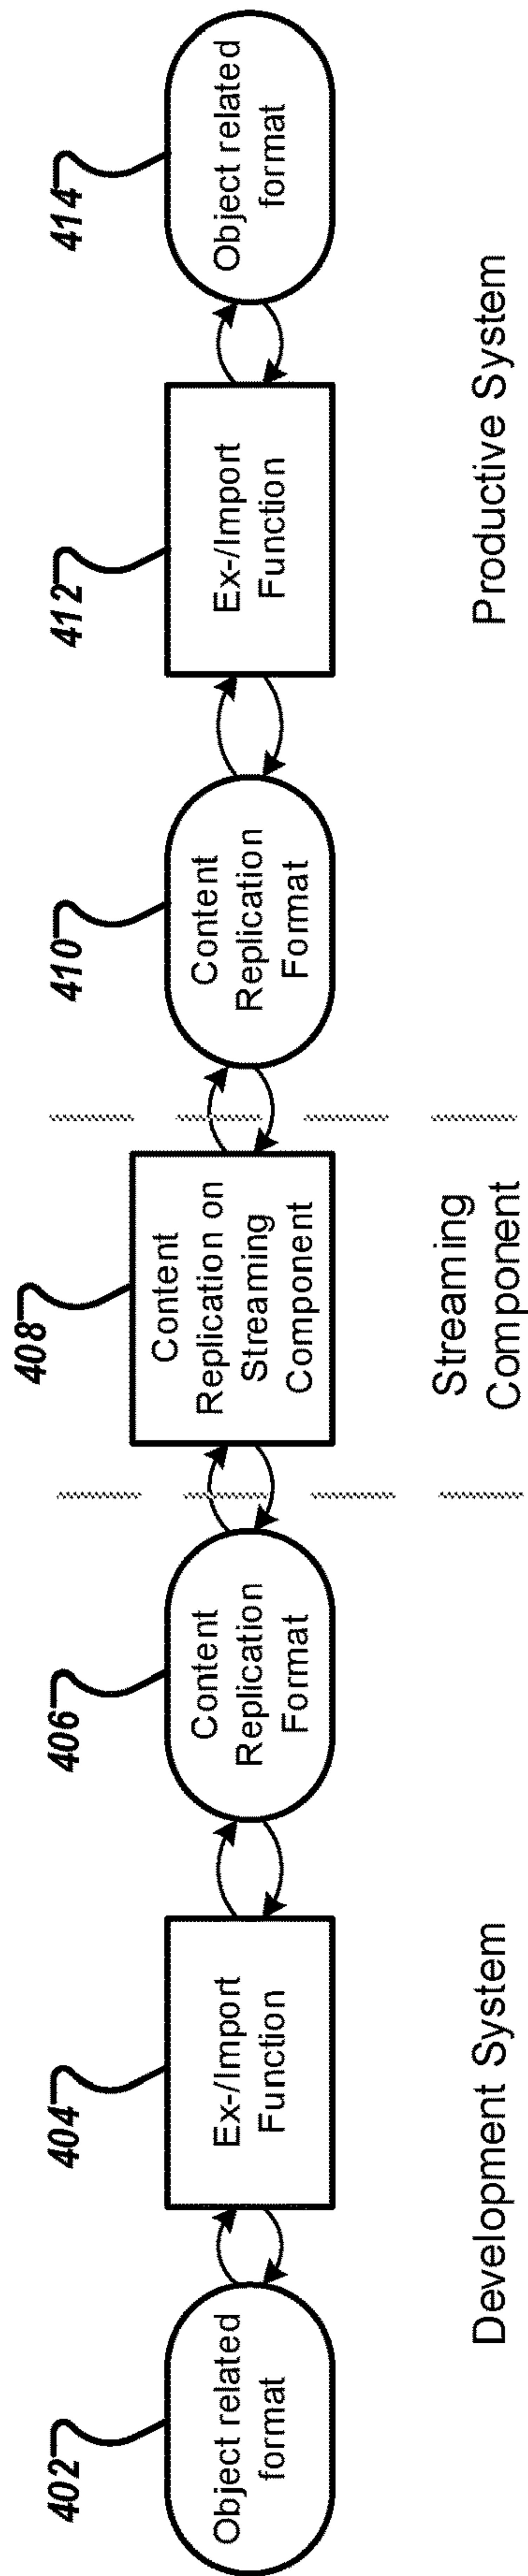 402
Object related
format
404
Ex-/Import
Function
406
Content
Replication
Format
408
Content
Replication on
Streaming
Component
410
Content
Replication
Format
412
Ex-/Import
Function
414
Object related
format
Development System
Streaming
Component
Productive System